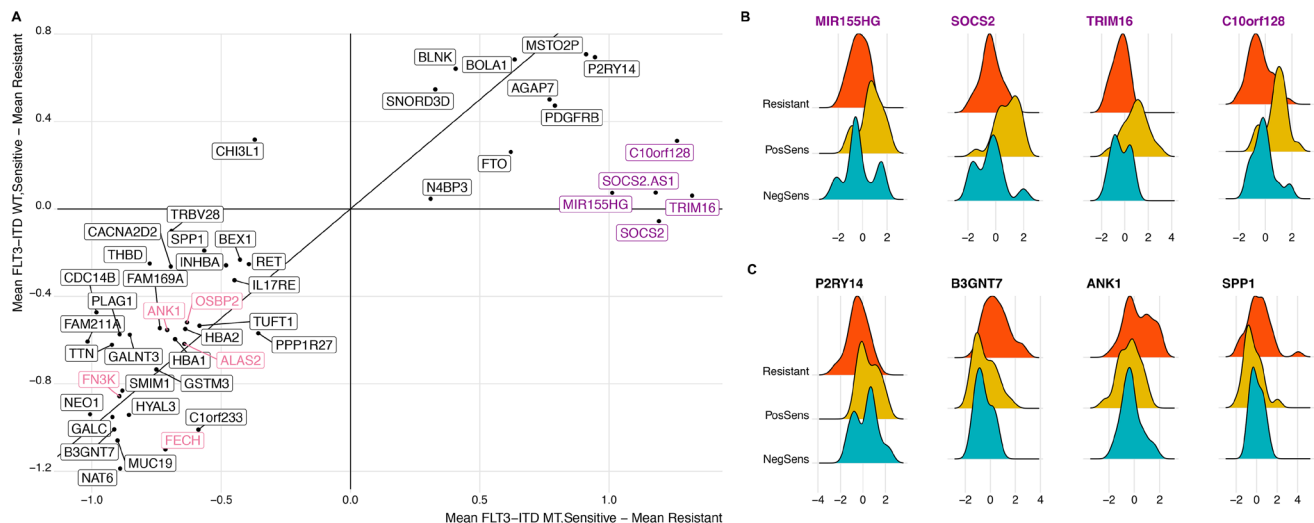 A
Mean FLT3−ITD WT,Sensitive − Mean Resistant
0.8
0.4
0.0
−0.4
−0.8
−1.2
MSTO2P
BLNK
BOLA1
P2RY14
SNORD3D
AGAP7
PDGFRB
CHI3L1
FTO
C10orf128
N4BP3
SOCS2.AS1
MIR155HG
TRIM16
SOCS2
TRBV28
CACNA2D2
SPP1
BEX1
THBD
INHBA
RET
CDC14B
FAM169A
IL17RE
PLAG1
ANK1
OSBP2
FAM211A
TUFT1
HBA2
PPP1R27
TTN
GALNT3
HBA1
ALAS2
FN3K
SMIM1
GSTM3
NEO1
HYAL3
C1orf233
GALC
FECH
B3GNT7
MUC19
NAT6
−1.0
−0.5
0.0
0.5
1.0
Mean FLT3−ITD MT,Sensitive − Mean Resistant
B
MIR155HG
SOCS2
TRIM16
C10orf128
Resistant
PosSens
NegSens
−2 0 2
−2 0 2
−2 0 2
−2 0 2
C
P2RY14
B3GNT7
ANK1
SPP1
Resistant
PosSens
NegSens
−4 −2 0 2
−2 0 2 4
−2 0 2
−2 0 2 4